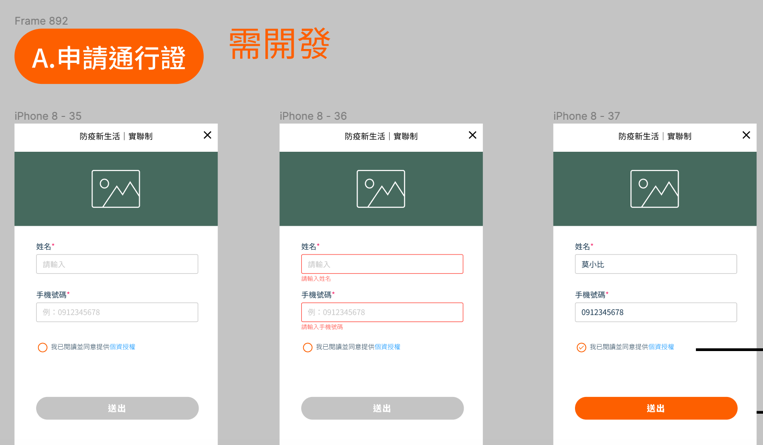 Frame 892
A.申請通行證
需開發
iPhone 8 - 35
防疫新生活｜實聯制
姓名*
請輸入
手機號碼*
例：0912345678
我已閱讀並同意提供個資授權
送出
iPhone 8 - 36
防疫新生活｜實聯制
姓名*
請輸入
請輸入姓名
手機號碼*
例：0912345678
請輸入手機號碼
我已閱讀並同意提供個資授權
送出
iPhone 8 - 37
防疫新生活｜實聯制
姓名*
莫小比
手機號碼*
0912345678
我已閱讀並同意提供個資授權
送出